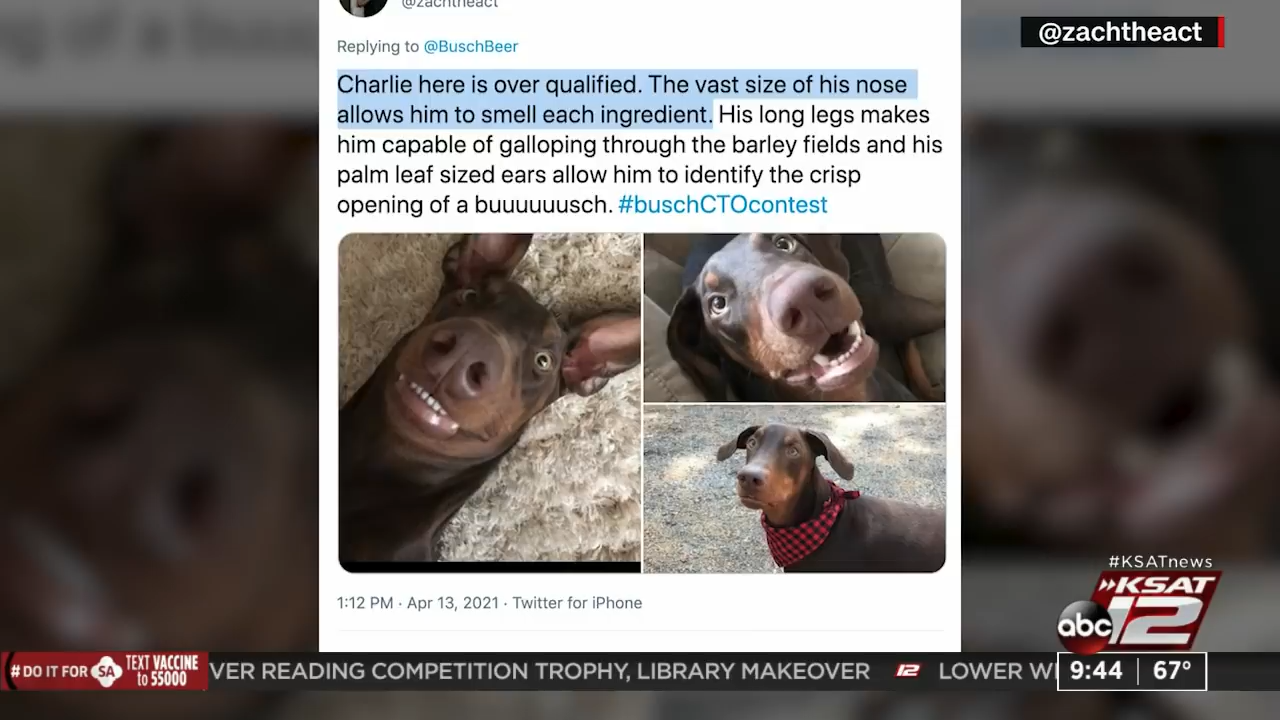 @zachtheact
@zachtheact
Replying to @BuschBeer
Charlie here is over qualified. The vast size of his nose
allows him to smell each ingredient. His long legs makes
him capable of galloping through the barley fields and his
palm leaf sized ears allow him to identify the crisp
opening of a buuuuuusch. #buschCTOcontest
1:12 PM · Apr 13, 2021 · Twitter for iPhone
#KSATnews
KSAT
abc 12
#DO IT FOR SA TEXT VACCINE to 55000
VER READING COMPETITION TROPHY, LIBRARY MAKEOVER 12 LOWER
9:44 67°